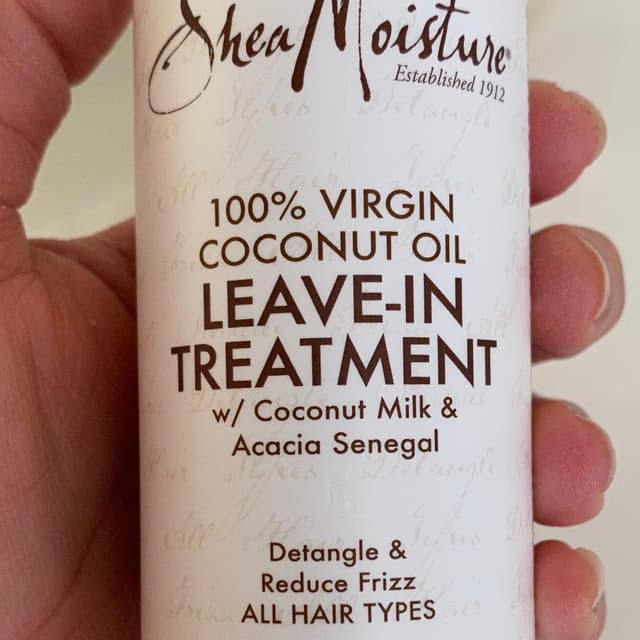 SheaMoisture®
Established 1912
100% VIRGIN
COCONUT OIL
LEAVE-IN
TREATMENT
w/ Coconut Milk &
Acacia Senegal
Detangle &
Reduce Frizz
ALL HAIR TYPES